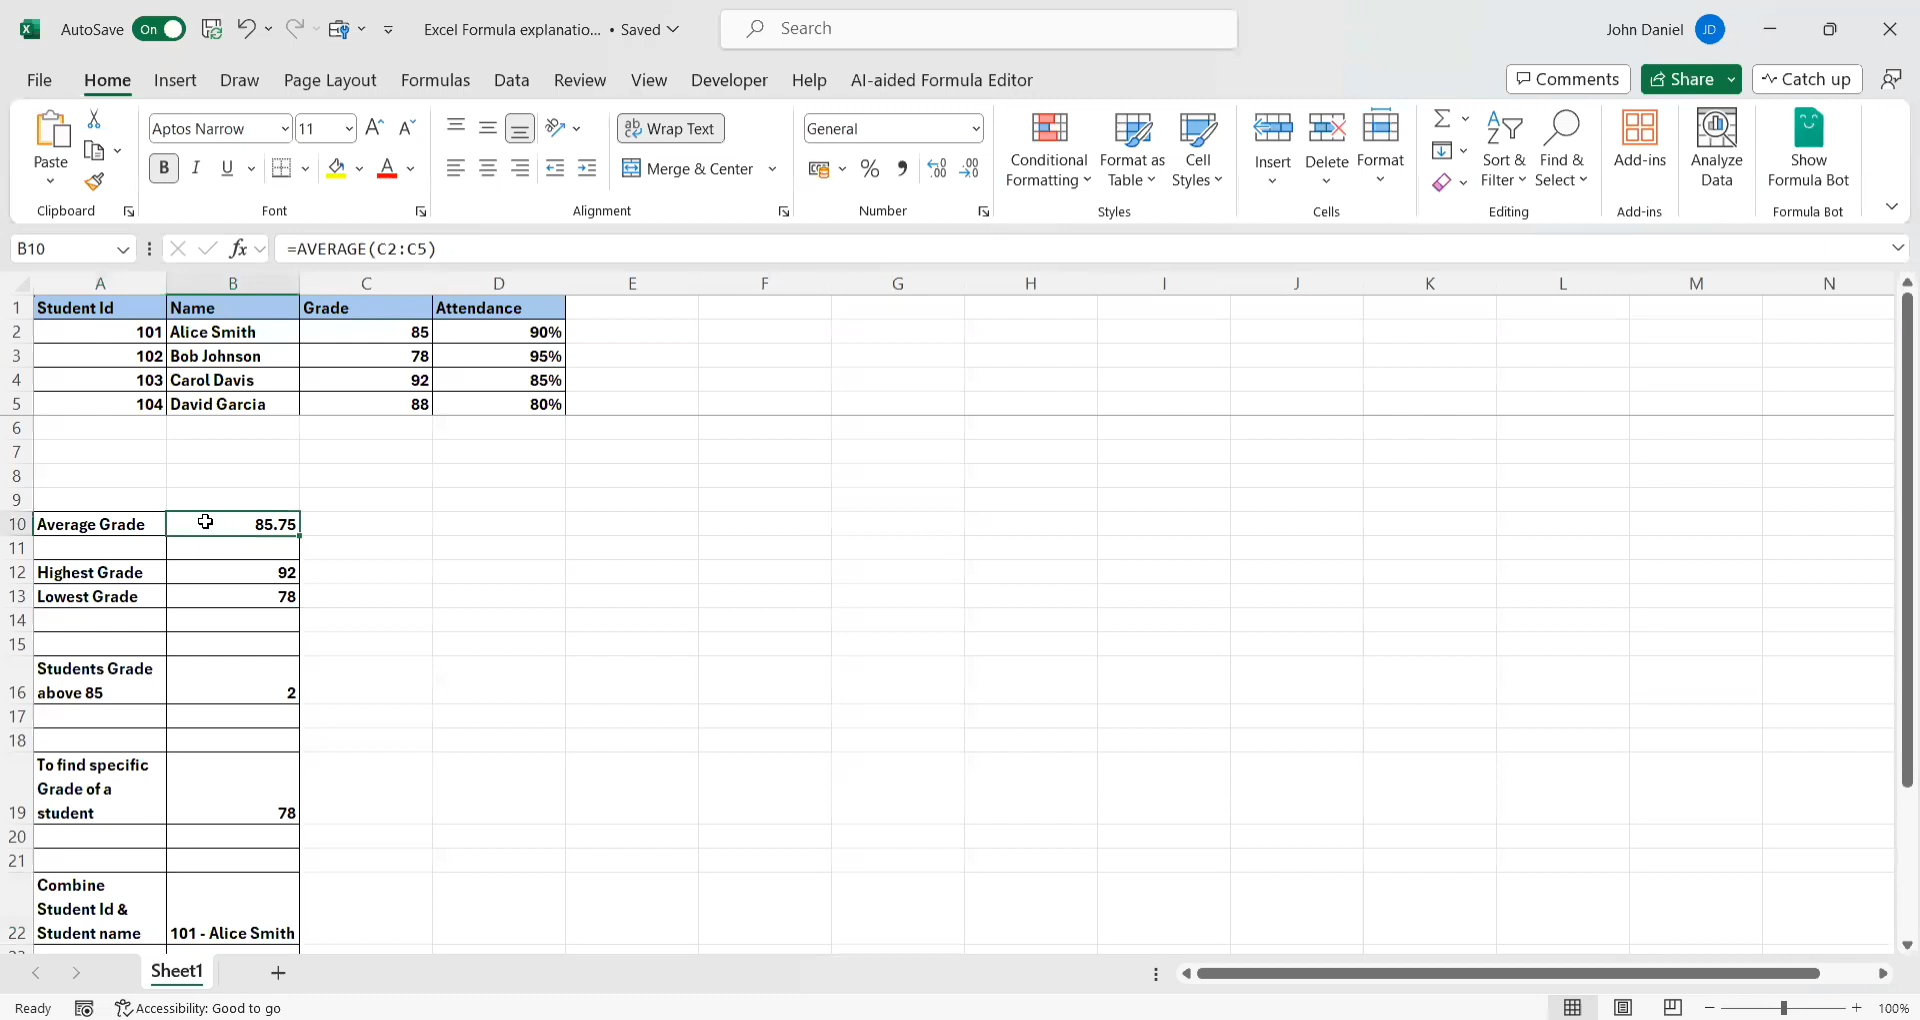 AutoSave On Excel Formula explanatio... • Saved Search John Daniel JD
File Home Insert Draw Page Layout Formulas Data Review View Developer Help AI-aided Formula Editor Comments Share Catch up
Paste
Clipboard
Aptos Narrow 11
B I U
Font
Wrap Text
Merge & Center
Alignment
General
Number
Conditional
Formatting
Format as
Table
Cell
Styles
Styles
Insert
Delete
Format
Cells
Sort &
Filter
Find &
Select
Editing
Add-ins
Add-ins
Analyze
Data
Show
Formula Bot
Formula Bot
B10 fx =AVERAGE(C2:C5)
A B C D E F G H I J K L M N
1 Student Id Name Grade Attendance
2 101 Alice Smith 85 90%
3 102 Bob Johnson 78 95%
4 103 Carol Davis 92 85%
5 104 David Garcia 88 80%
6
7
8
9
10 Average Grade 85.75
11
12 Highest Grade 92
13 Lowest Grade 78
14
15
Students Grade
16 above 85 2
17
18
To find specific
Grade of a
19 student 78
20
21
Combine
Student Id &
22 Student name 101 - Alice Smith
Sheet1
Ready Accessibility: Good to go 100%